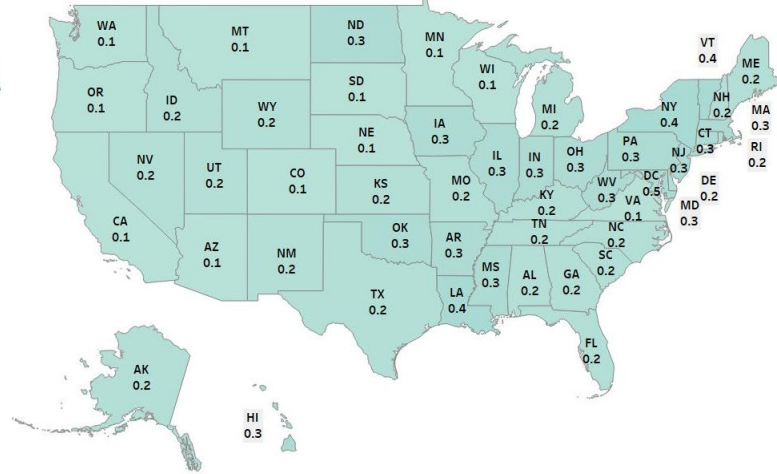 WA
0.1
MT
0.1
ND
0.3
MN
0.1
VT
0.4
ME
0.2
OR
0.1
ID
0.2
WY
0.2
SD
0.1
WI
0.1
MI
0.2
NY
0.4
NH
0.2
MA
0.3
RI
0.2
CT
0.3
NV
0.2
UT
0.2
CO
0.1
NE
0.1
IA
0.3
IL
0.3
IN
0.3
OH
0.3
PA
0.3
NJ
0.3
DE
0.2
MD
0.3
DC
0.5
CA
0.1
AZ
0.1
NM
0.2
KS
0.2
MO
0.2
KY
0.2
WV
0.3
VA
0.1
OK
0.3
AR
0.3
TN
0.2
NC
0.2
SC
0.2
TX
0.2
LA
0.4
MS
0.3
AL
0.2
GA
0.2
FL
0.2
AK
0.2
HI
0.3